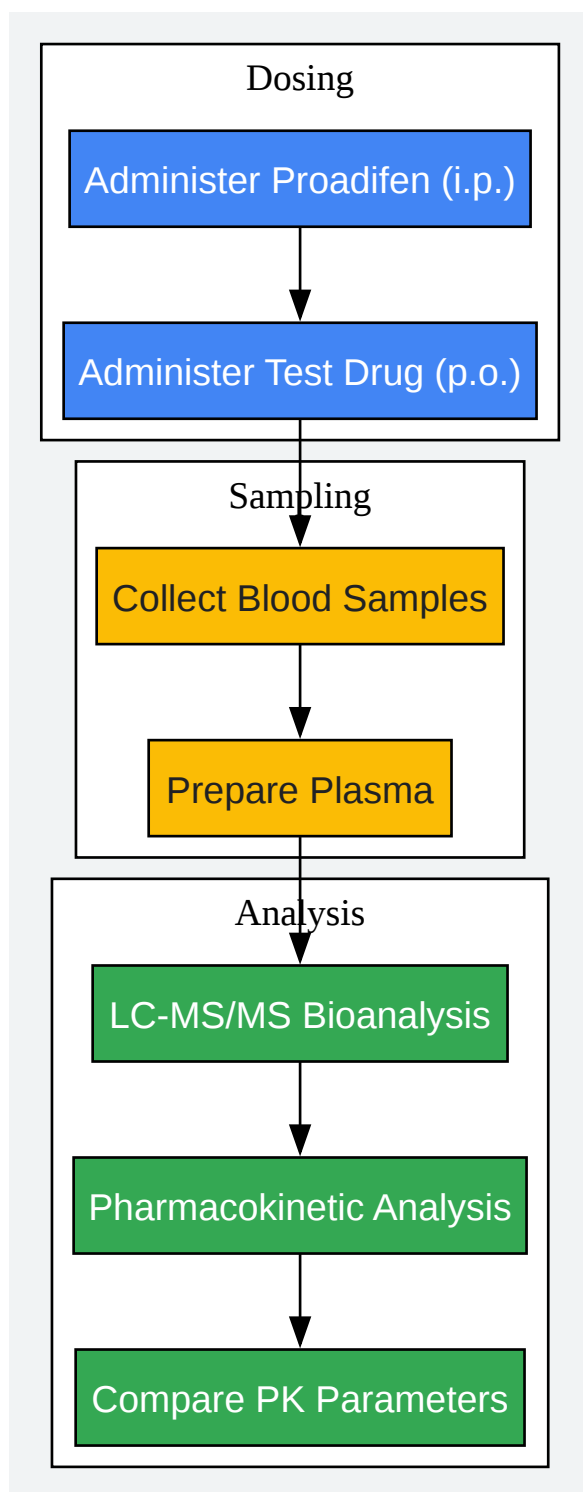 Dosing
Administer Proadifen (i.p.)
Administer Test Drug (p.o.)
Sampling
Collect Blood Samples
Prepare Plasma
Analysis
LC-MS/MS Bioanalysis
Pharmacokinetic Analysis
Compare PK Parameters